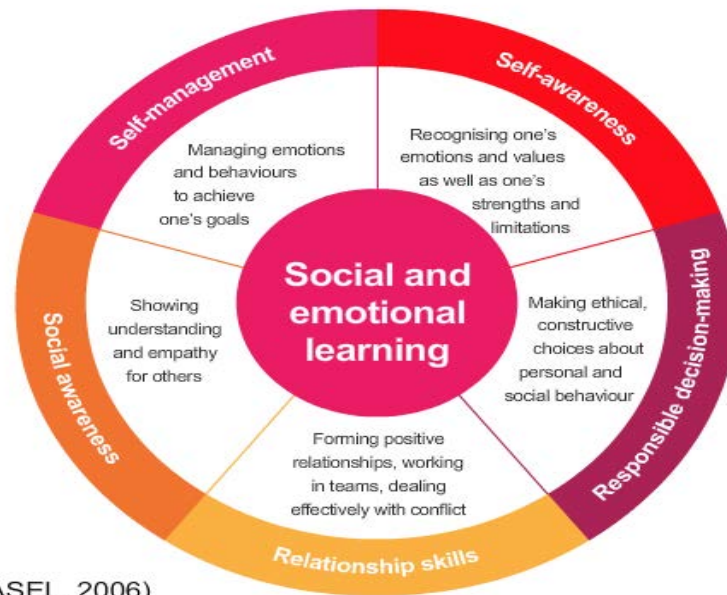 Self-management
Self-awareness
Managing emotions
and behaviours
to achieve
one's goals
Recognising one's
emotions and values
as well as one's
strengths and
limitations
Social and
emotional
learning
Showing
understanding
and empathy
for others
Making ethical,
constructive
choices about
personal and
social behaviour
Social awareness
Responsible decision-making
Forming positive
relationships, working
in teams, dealing
effectively with conflict
Relationship skills
ASEL, 2006)